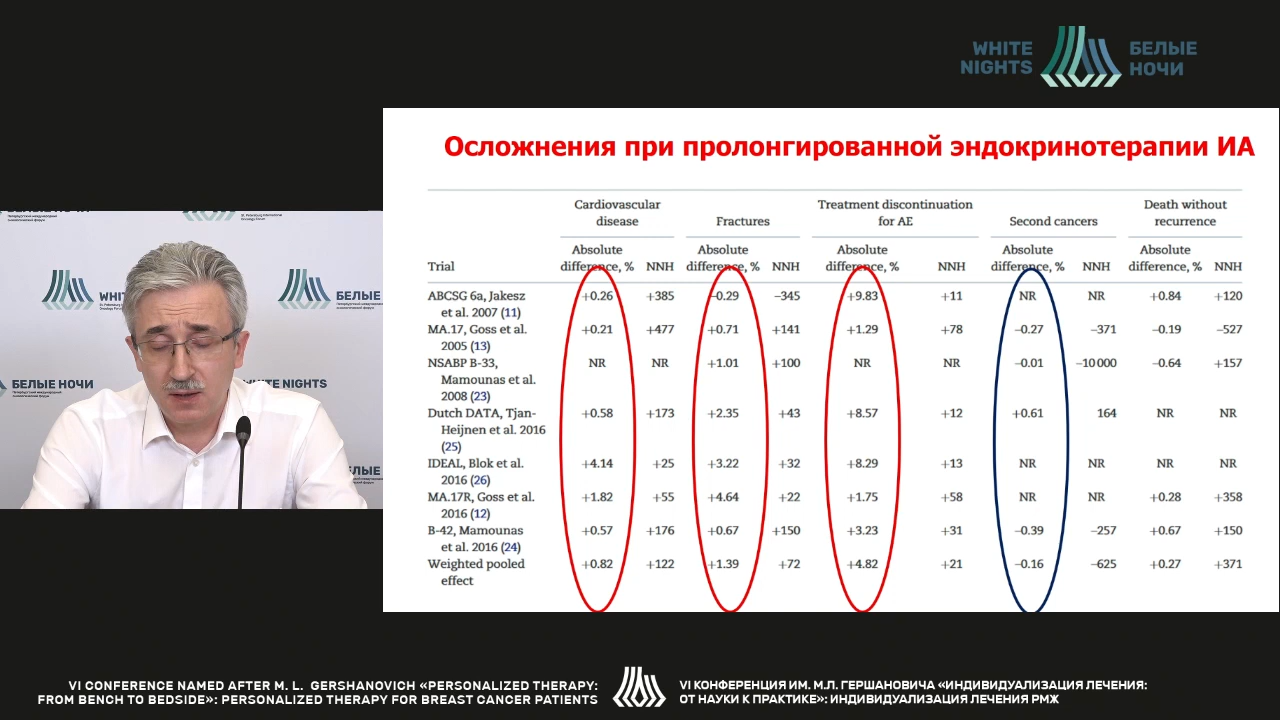 WHITE
NIGHTS
БЕЛЫЕ
НОЧИ
Осложнения при пролонгированной эндокринотерапии ИА
Cardiovascular disease Fractures Treatment discontinuation for AE Second cancers Death without recurrence
Trial Absolute difference, % NNH Absolute difference, % NNH Absolute difference, % NNH Absolute difference, % NNH Absolute difference, % NNH
ABCSG 6a, Jakesz +0.26 +385 −0.29 −345 +9.83 +11 NR NR +0.84 +120
et al. 2007 (11)
MA.17, Goss et al. +0.21 +477 +0.71 +141 +1.29 +78 −0.27 −371 −0.19 −527
2005 (13)
NSABP B-33, NR NR +1.01 +100 NR NR −0.01 −10 000 −0.64 +157
Mamounas et al.
2008 (23)
Dutch DATA, Tjan- +0.58 +173 +2.35 +43 +8.57 +12 +0.61 164 NR NR
Heijnen et al. 2016
(25)
IDEAL, Blok et al. +4.14 +25 +3.22 +32 +8.29 +13 NR NR NR NR
2016 (26)
MA.17R, Goss et al. +1.82 +55 +4.64 +22 +1.75 +58 NR NR +0.28 +358
2016 (12)
B-42, Mamounas +0.57 +176 +0.67 +150 +3.23 +31 −0.39 −257 +0.67 +150
et al. 2016 (24)
Weighted pooled +0.82 +122 +1.39 +72 +4.82 +21 −0.16 −625 +0.27 +371
effect
WHITE
БЕЛЫЕ
БЕЛЫЕ НОЧИ
WHITE NIGHTS
VI CONFERENCE NAMED AFTER M. L. GERSHANOVICH «PERSONALIZED THERAPY:
FROM BENCH TO BEDSIDE»: PERSONALIZED THERAPY FOR BREAST CANCER PATIENTS
VI КОНФЕРЕНЦИЯ ИМ. М.Л. ГЕРШАНОВИЧА «ИНДИВИДУАЛИЗАЦИЯ ЛЕЧЕНИЯ:
ОТ НАУКИ К ПРАКТИКЕ»: ИНДИВИДУАЛИЗАЦИЯ ЛЕЧЕНИЯ РМЖ